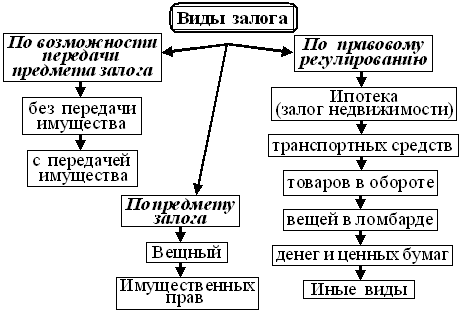 Виды залога
По возможности
передачи
предмета залога
без передачи
имущества
с передачей
имущества
По предмету
залога
Вещный
Имущественных
прав
По правовому
регулированию
Ипотека
(залог недвижимости)
транспортных средств
товаров в обороте
вещей в ломбарде
денег и ценных бумаг
Иные виды